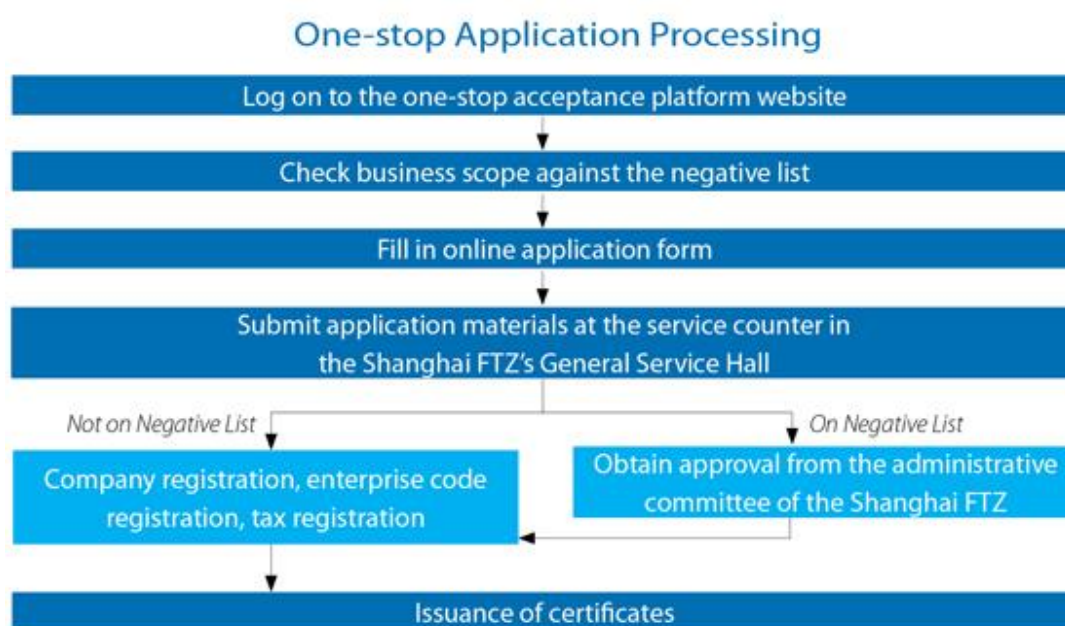 One-stop Application Processing
Log on to the one-stop acceptance platform website
Check business scope against the negative list
Fill in online application form
Submit application materials at the service counter in
the Shanghai FTZ's General Service Hall
Not on Negative List
On Negative List
Company registration, enterprise code
registration, tax registration
Obtain approval from the administrative
committee of the Shanghai FTZ
Issuance of certificates